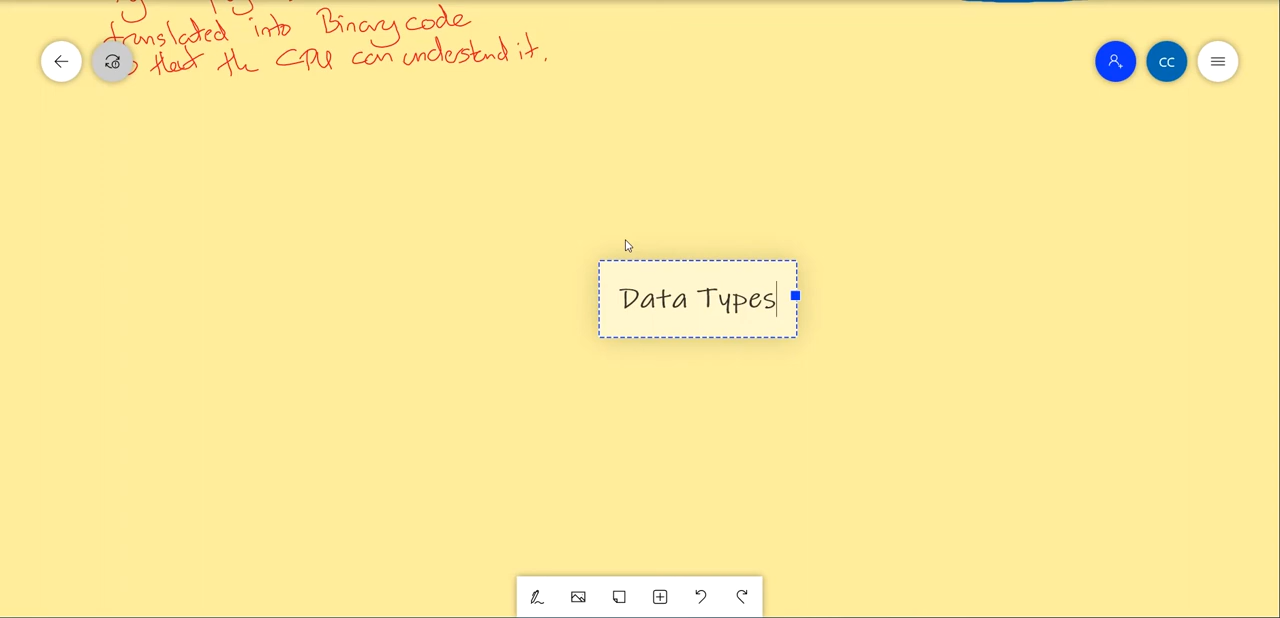 translated into Binary code
that the CPU can understand it.
CC
Data Types